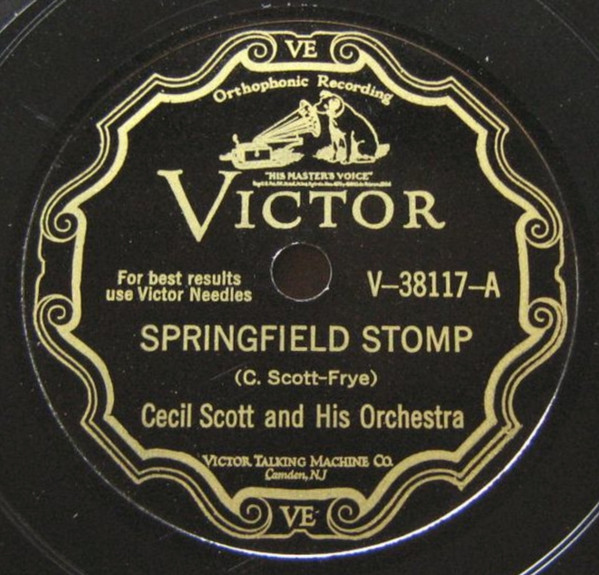 VE
Orthophonic Recording
"HIS MASTER'S VOICE"
VICTOR
For best results
use Victor Needles
V-38117-A
SPRINGFIELD STOMP
(C. Scott-Frye)
Cecil Scott and His Orchestra
VICTOR TALKING MACHINE CO.
Camden, NJ
VE